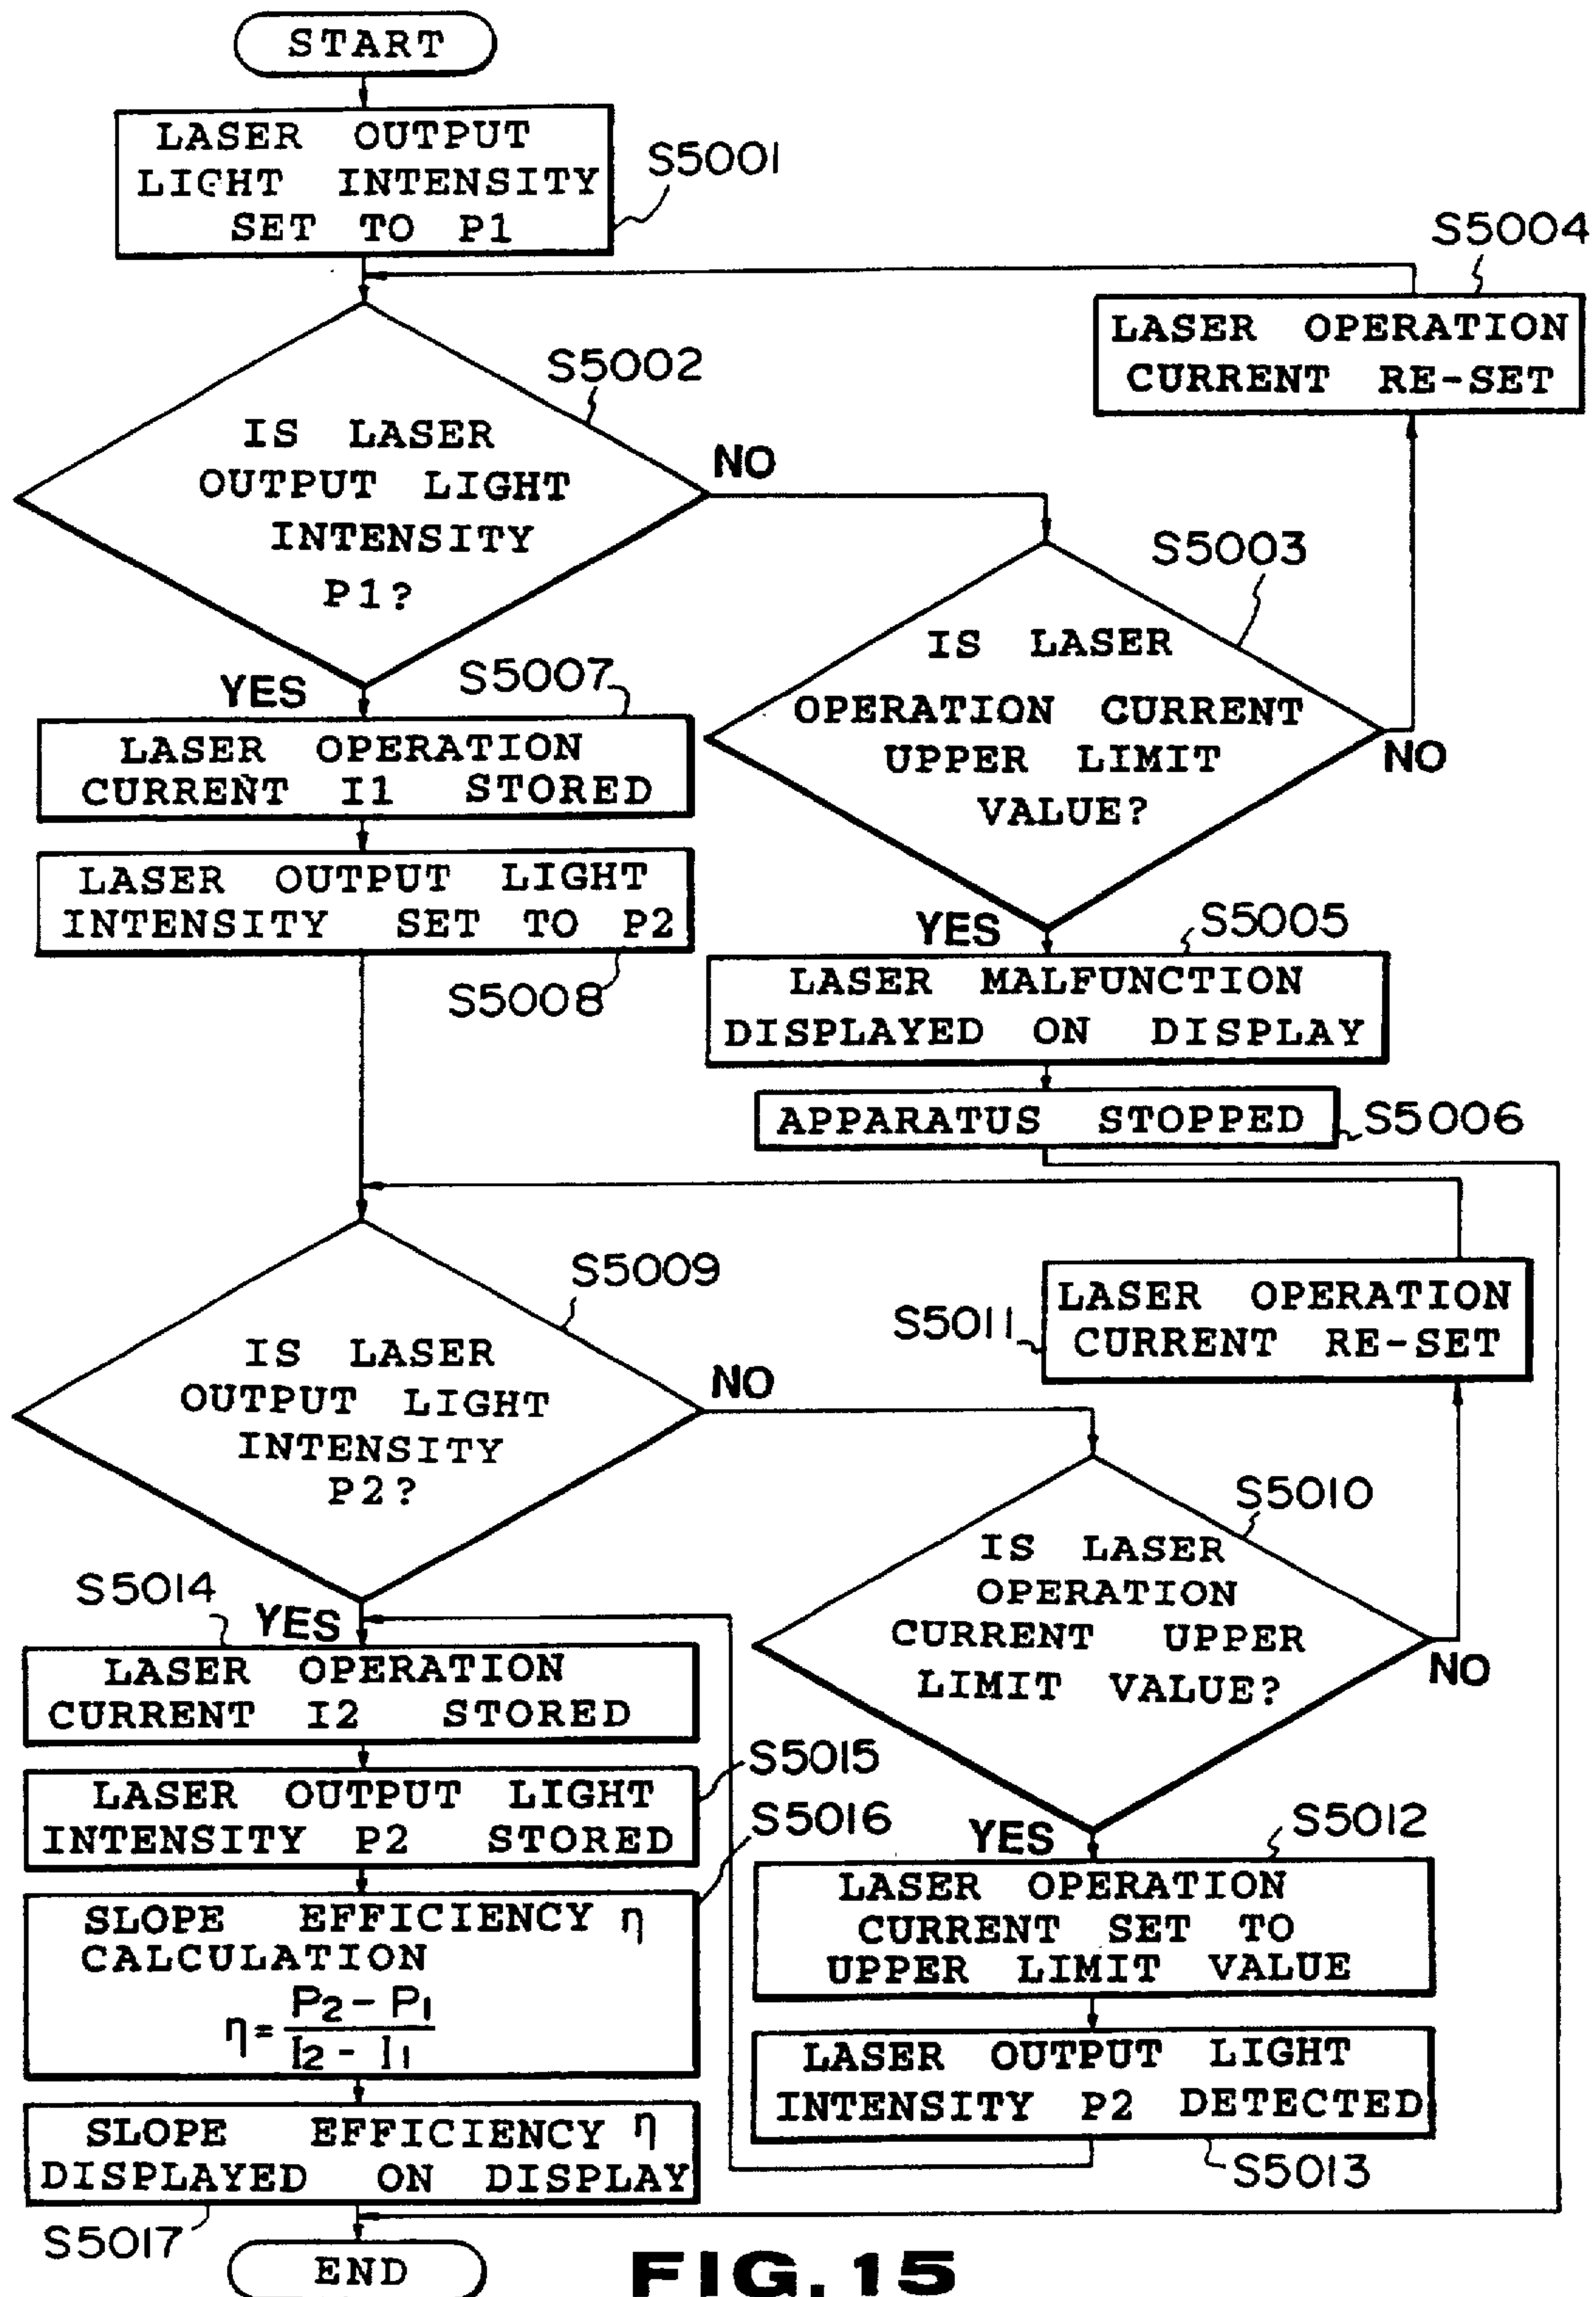 START
LASER OUTPUT
LIGHT INTENSITY
SET TO P1
S5001
S5004
LASER OPERATION
CURRENT RE-SET
S5002
IS LASER
OUTPUT LIGHT
INTENSITY
P1?
NO
S5003
IS LASER
OPERATION CURRENT
UPPER LIMIT
VALUE?
NO
YES
S5007
LASER OPERATION
CURRENT I1 STORED
LASER OUTPUT LIGHT
INTENSITY SET TO P2
S5008
YES
S5005
LASER MALFUNCTION
DISPLAYED ON DISPLAY
APPARATUS STOPPED
S5006
S5009
IS LASER
OUTPUT LIGHT
INTENSITY
P2?
NO
S5011
LASER OPERATION
CURRENT RE-SET
S5010
IS LASER
OPERATION
CURRENT UPPER
LIMIT VALUE?
NO
S5014
YES
LASER OPERATION
CURRENT I2 STORED
S5015
LASER OUTPUT LIGHT
INTENSITY P2 STORED
S5016
SLOPE EFFICIENCY η
CALCULATION
η = (P2 - P1) / (I2 - I1)
YES
S5012
LASER OPERATION
CURRENT SET TO
UPPER LIMIT VALUE
LASER OUTPUT LIGHT
INTENSITY P2 DETECTED
S5013
SLOPE EFFICIENCY η
DISPLAYED ON DISPLAY
S5017
END
FIG. 15